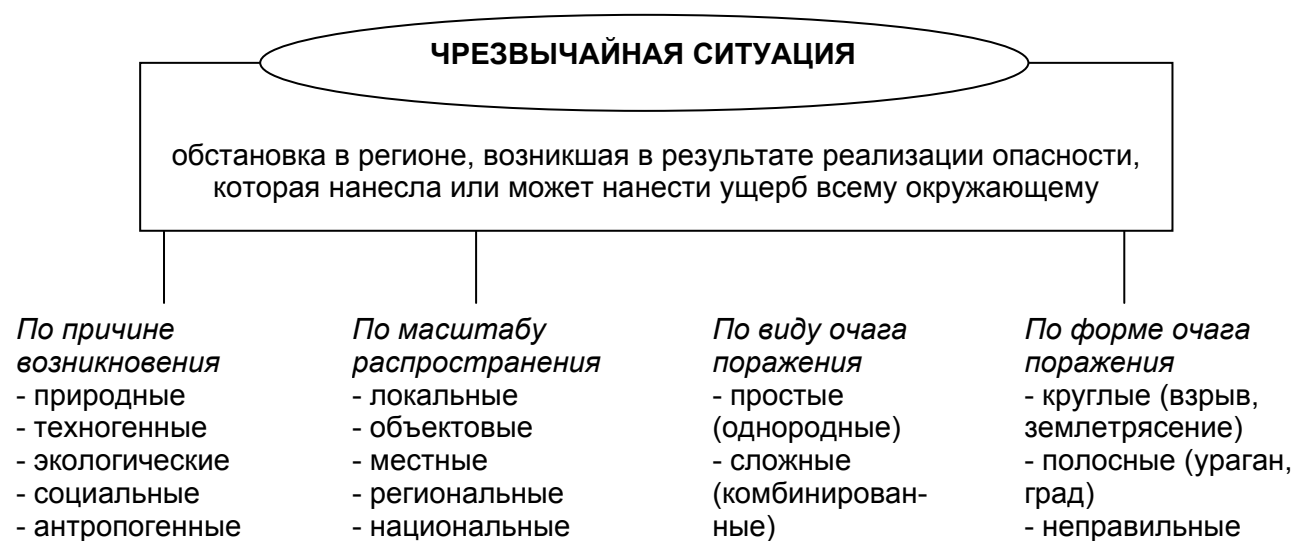 ЧРЕЗВЫЧАЙНАЯ СИТУАЦИЯ
обстановка в регионе, возникшая в результате реализации опасности,
которая нанесла или может нанести ущерб всему окружающему
По причине
возникновения
- природные
- техногенные
- экологические
- социальные
- антропогенные
По масштабу
распространения
- локальные
- объектовые
- местные
- региональные
- национальные
По виду очага
поражения
- простые
(однородные)
- сложные
(комбинирован-
ные)
По форме очага
поражения
- круглые (взрыв,
землетрясение)
- полосные (ураган,
град)
- неправильные